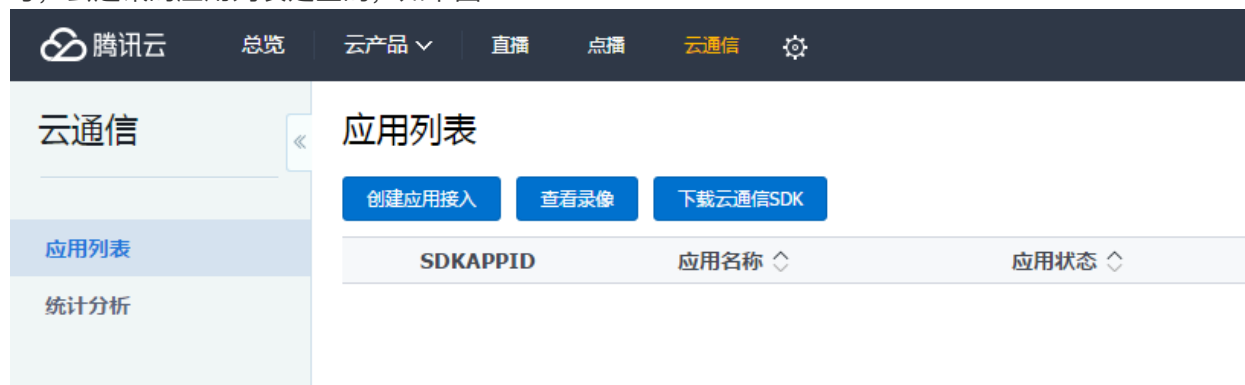 腾讯云 总览 云产品 直播 点播 云通信
云通信
应用列表
创建应用接入 查看录像 下载云通信SDK
应用列表
统计分析
SDKAPPID 应用名称 应用状态